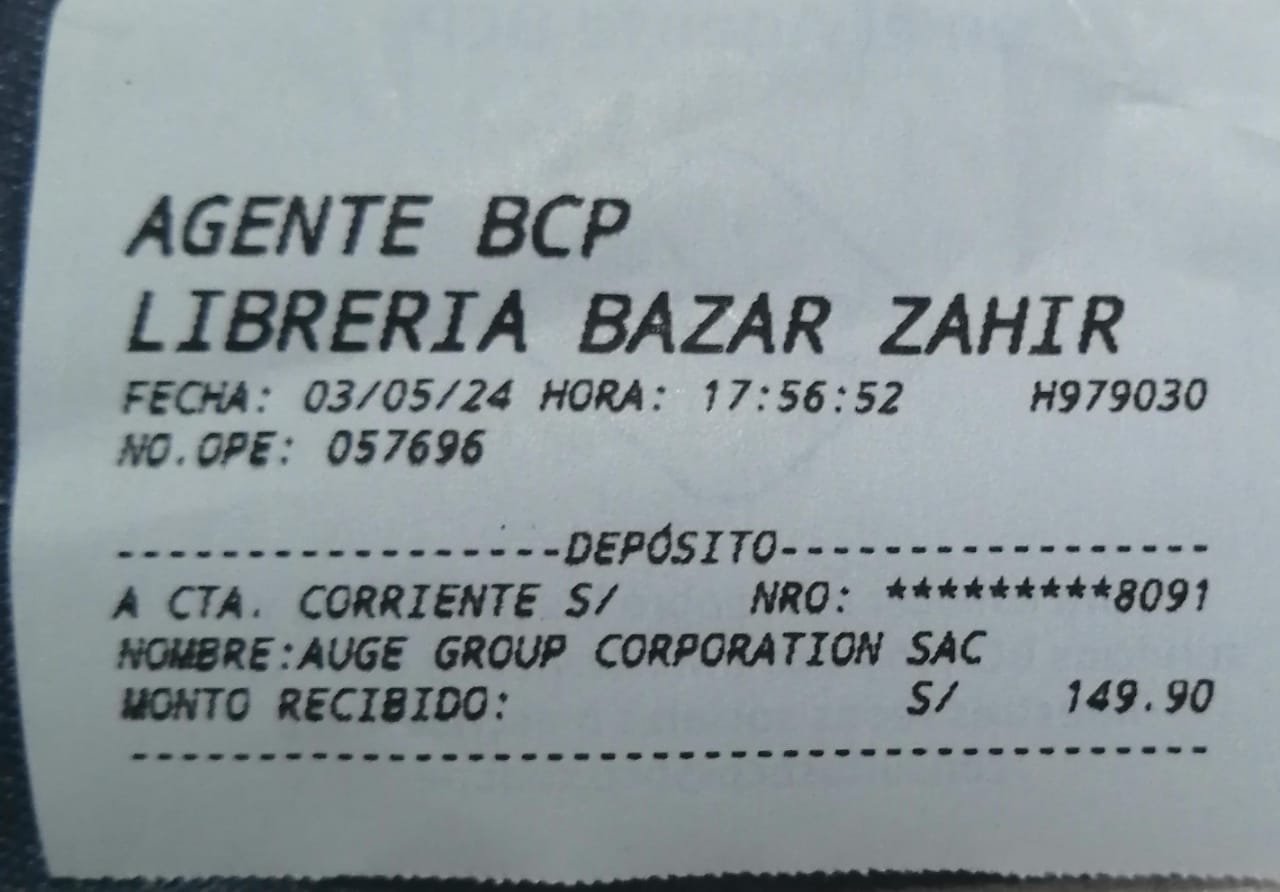 AGENTE BCP
LIBRERIA BAZAR ZAHIR
FECHA: 03/05/24 HORA: 17:56:52 H979030
NO.OPE: 057696
-----------------DEPÓSITO-----------------
A CTA. CORRIENTE S/ NRO: *********8091
NOMBRE:AUGE GROUP CORPORATION SAC
MONTO RECIBIDO: S/ 149.90
------------------------------------------